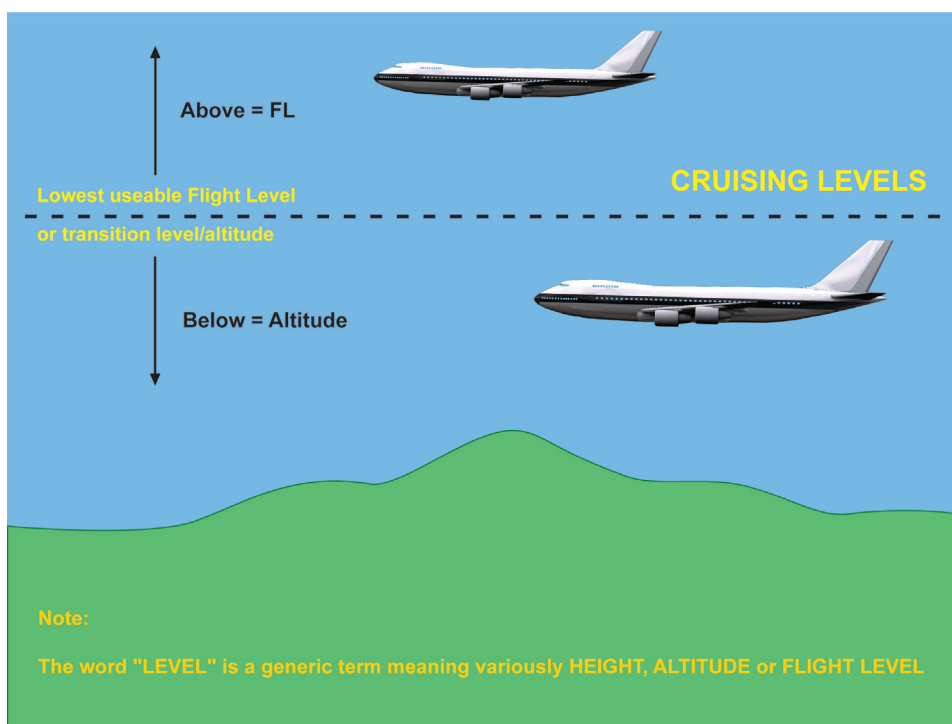 Above = FL
Lowest useable Flight Level
CRUISING LEVELS
or transition level/altitude
Below = Altitude
Note:
The word "LEVEL" is a generic term meaning variously HEIGHT, ALTITUDE or FLIGHT LEVEL